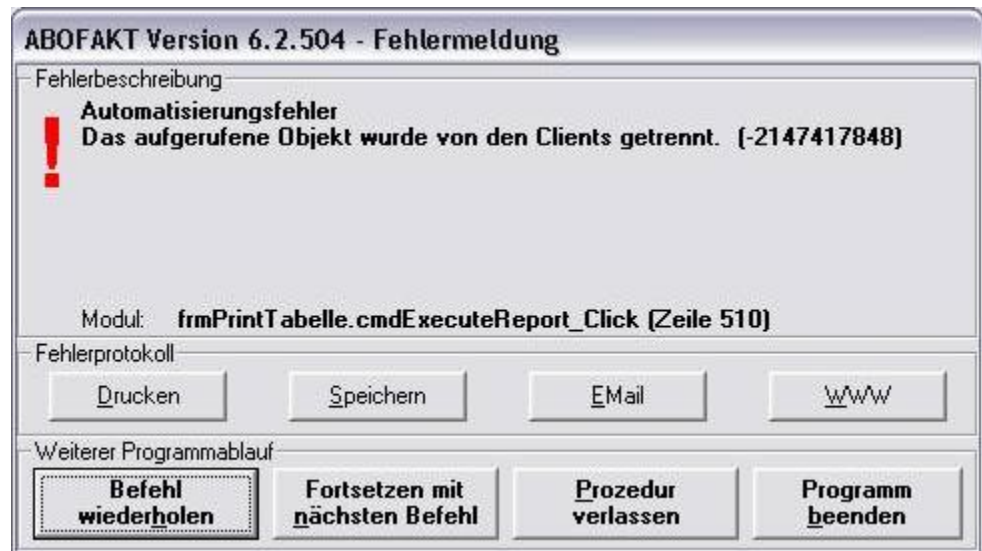 ABOFAKT Version 6.2.504 - Fehlermeldung
Fehlerbeschreibung
Automatisierungsfehler
Das aufgerufene Objekt wurde von den Clients getrennt. (-2147417848)
Modul: frmPrintTabelle.cmdExecuteReport_Click (Zeile 510)
Fehlerprotokoll
Drucken Speichern EMail WWW
Weiterer Programmablauf
Befehl Fortsetzen mit Prozedur Programm
wiederholen nächsten Befehl verlassen beenden